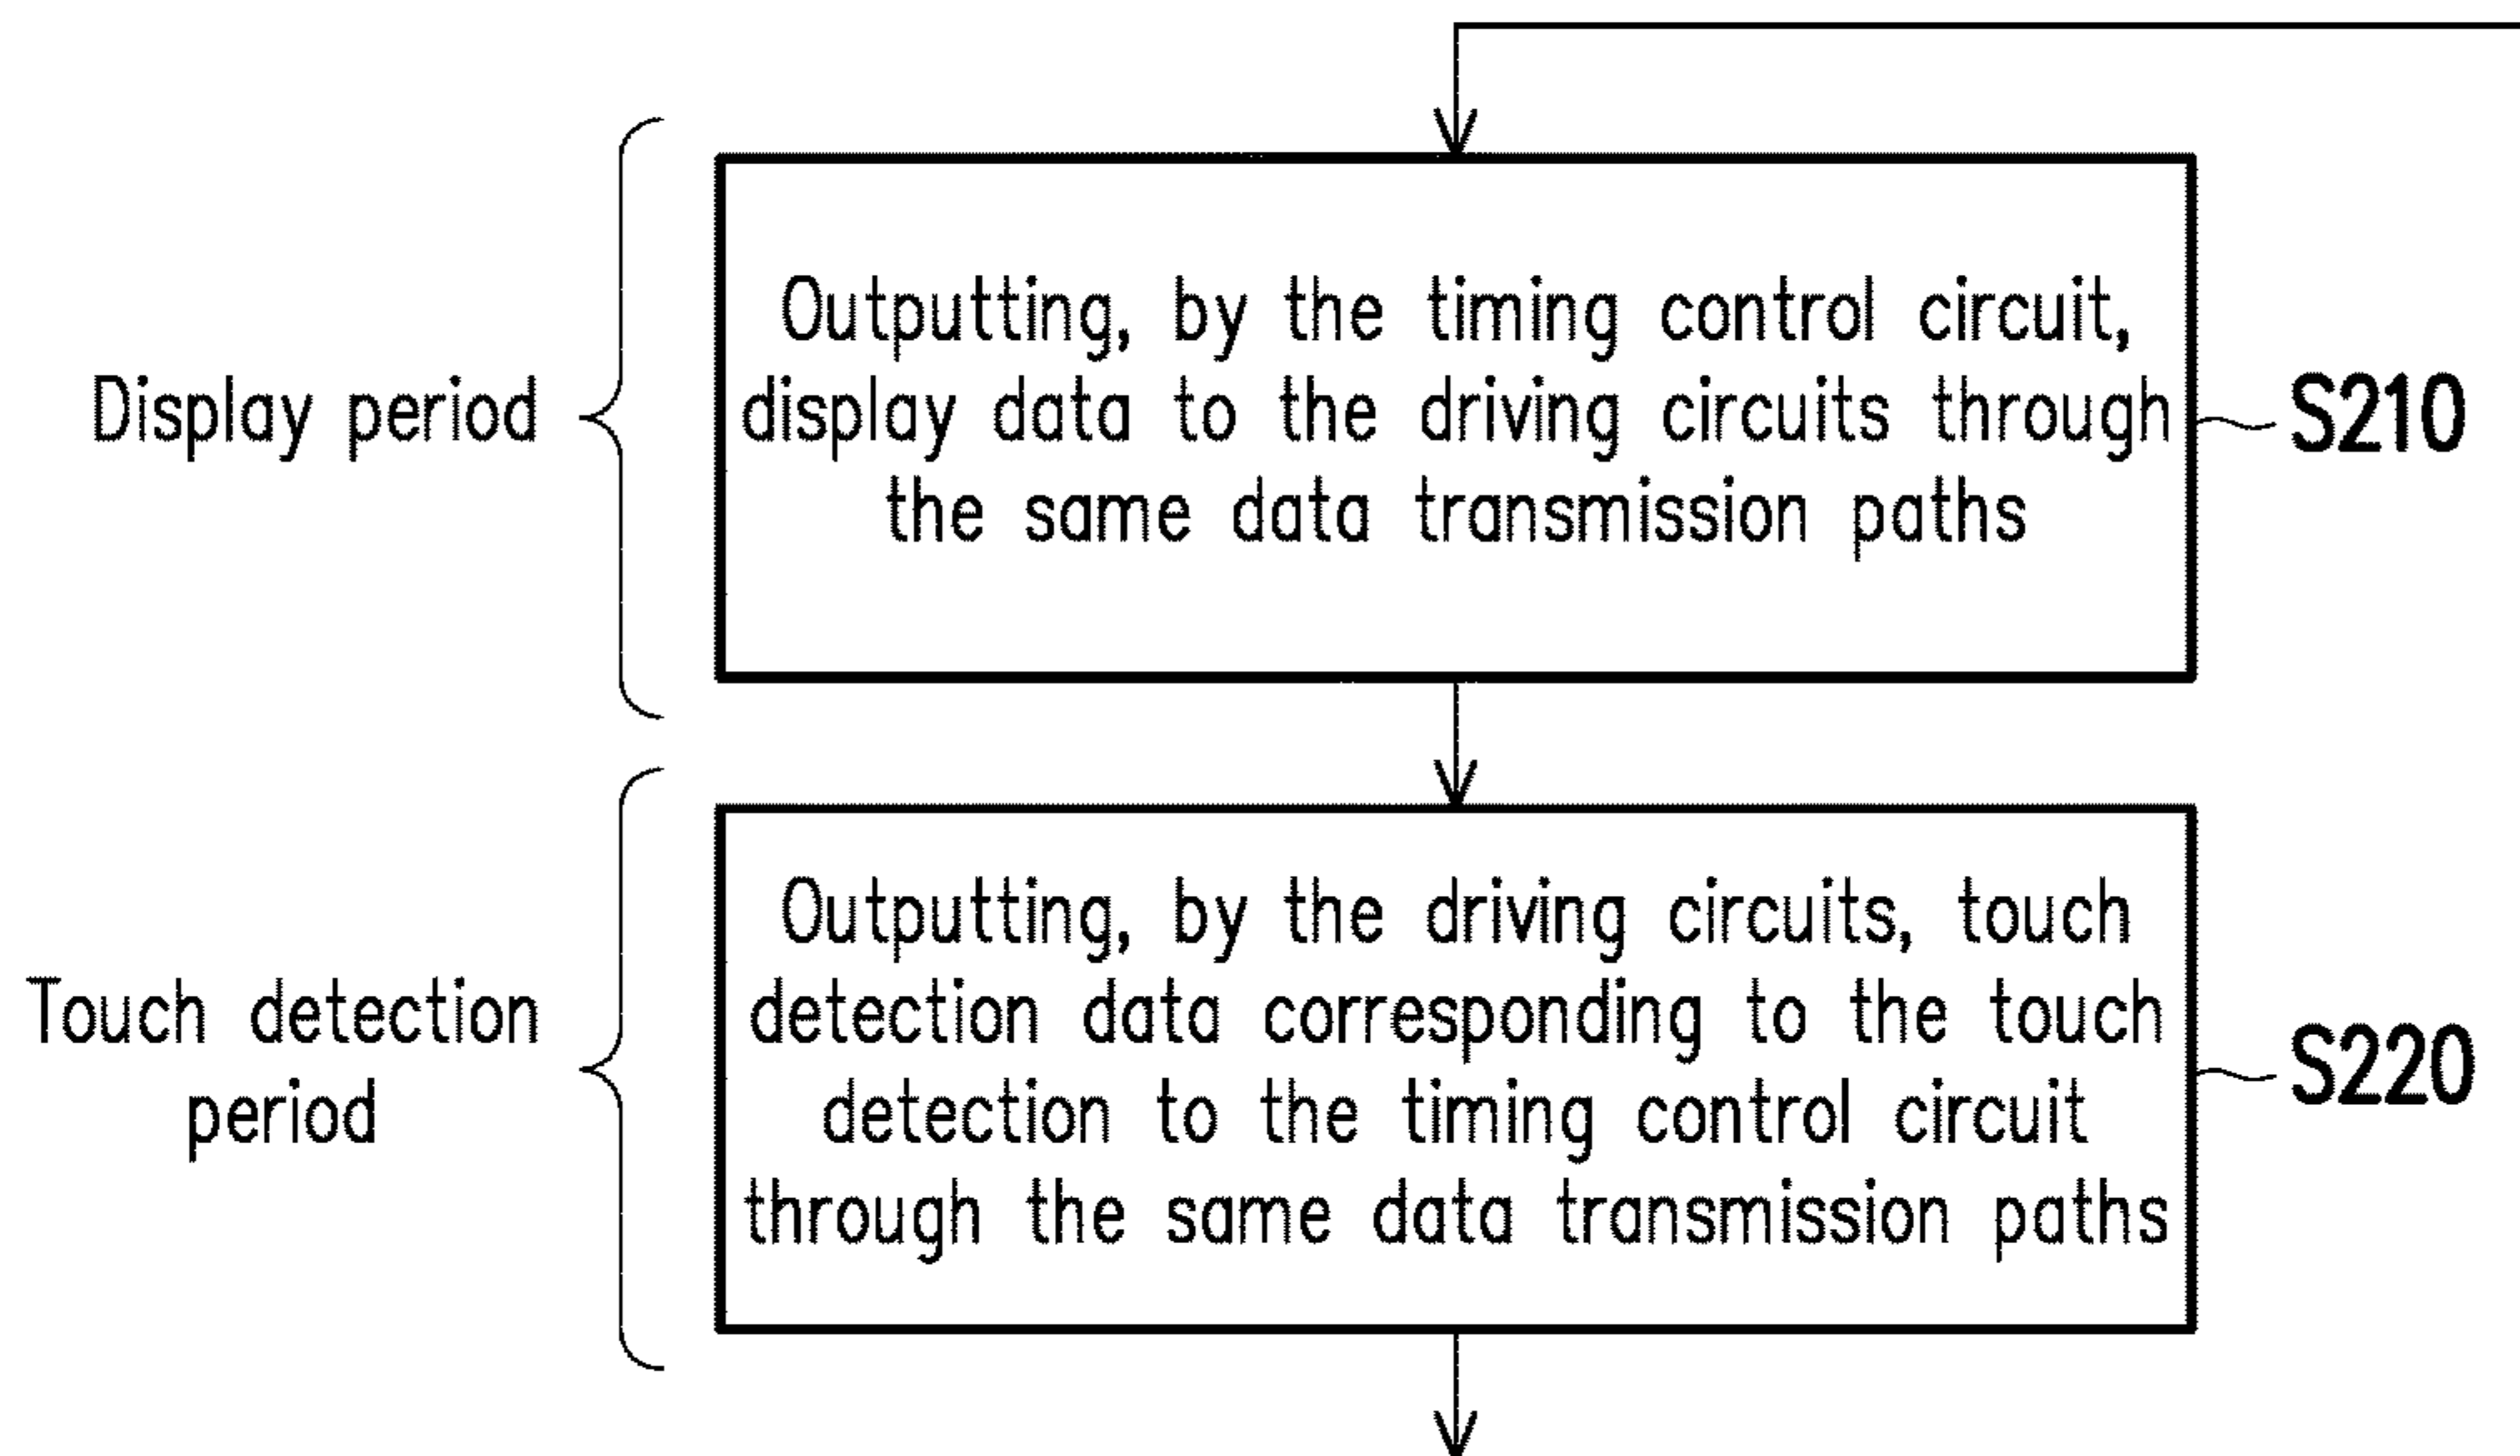 Display period
Outputting, by the timing control circuit,
display data to the driving circuits through
the same data transmission paths
S210
Touch detection
period
Outputting, by the driving circuits, touch
detection data corresponding to the touch
detection to the timing control circuit
through the same data transmission paths
S220